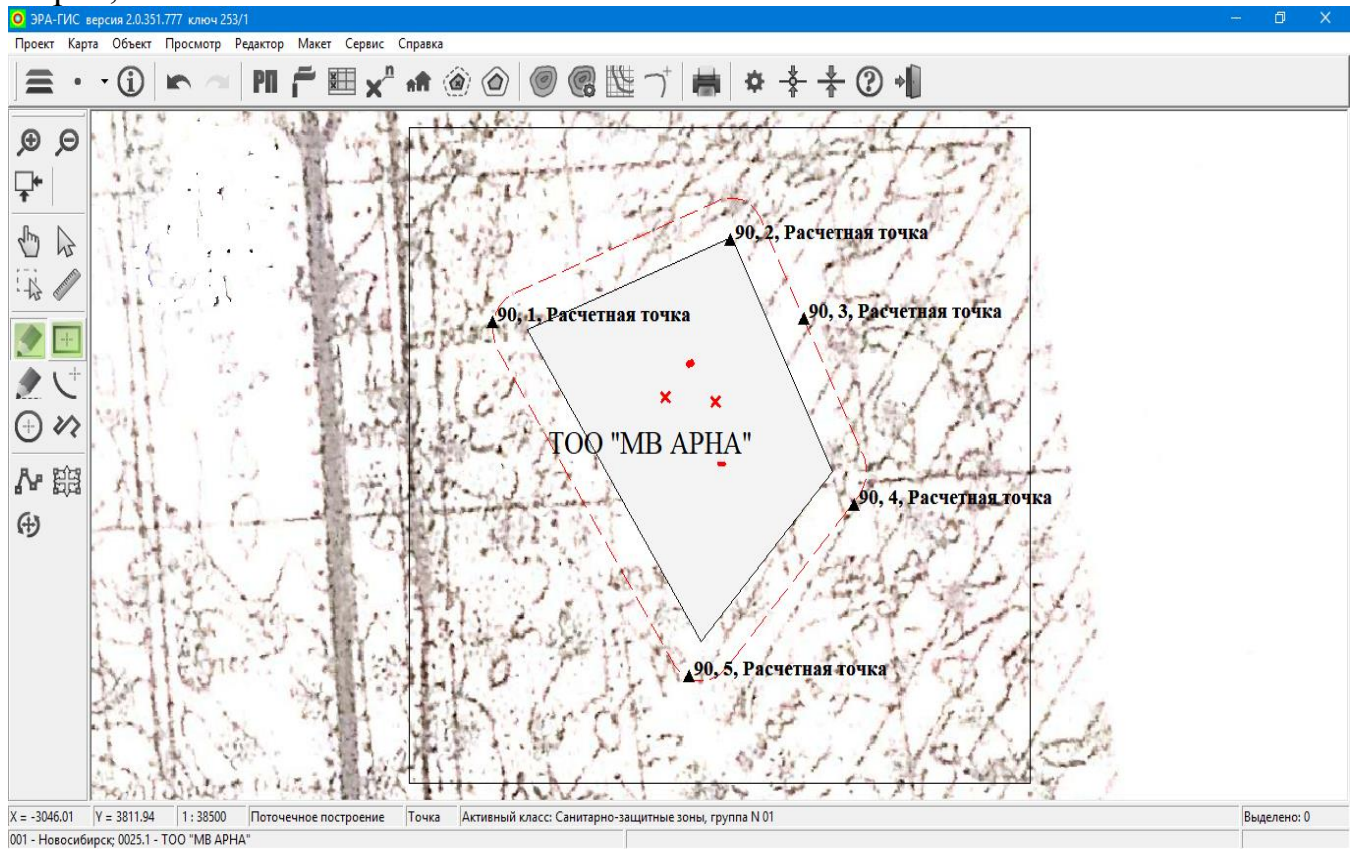 ЭРА-ГИС версия 2.0.351.777 ключ 253/1
Проект Карта Объект Просмотр Редактор Макет Сервис Справка
РП
n
90, 2, Расчетная точка
90, 1, Расчетная точка
90, 3, Расчетная точка
ТОО "МВ АРНА"
90, 4, Расчетная точка
90, 5, Расчетная точка
X = -3046.01 Y = 3811.94 1 : 38500 Поточечное построение Точка Активный класс: Санитарно-защитные зоны, группа N 01 Выделено: 0
001 - Новосибирск; 0025.1 - ТОО "МВ АРНА"